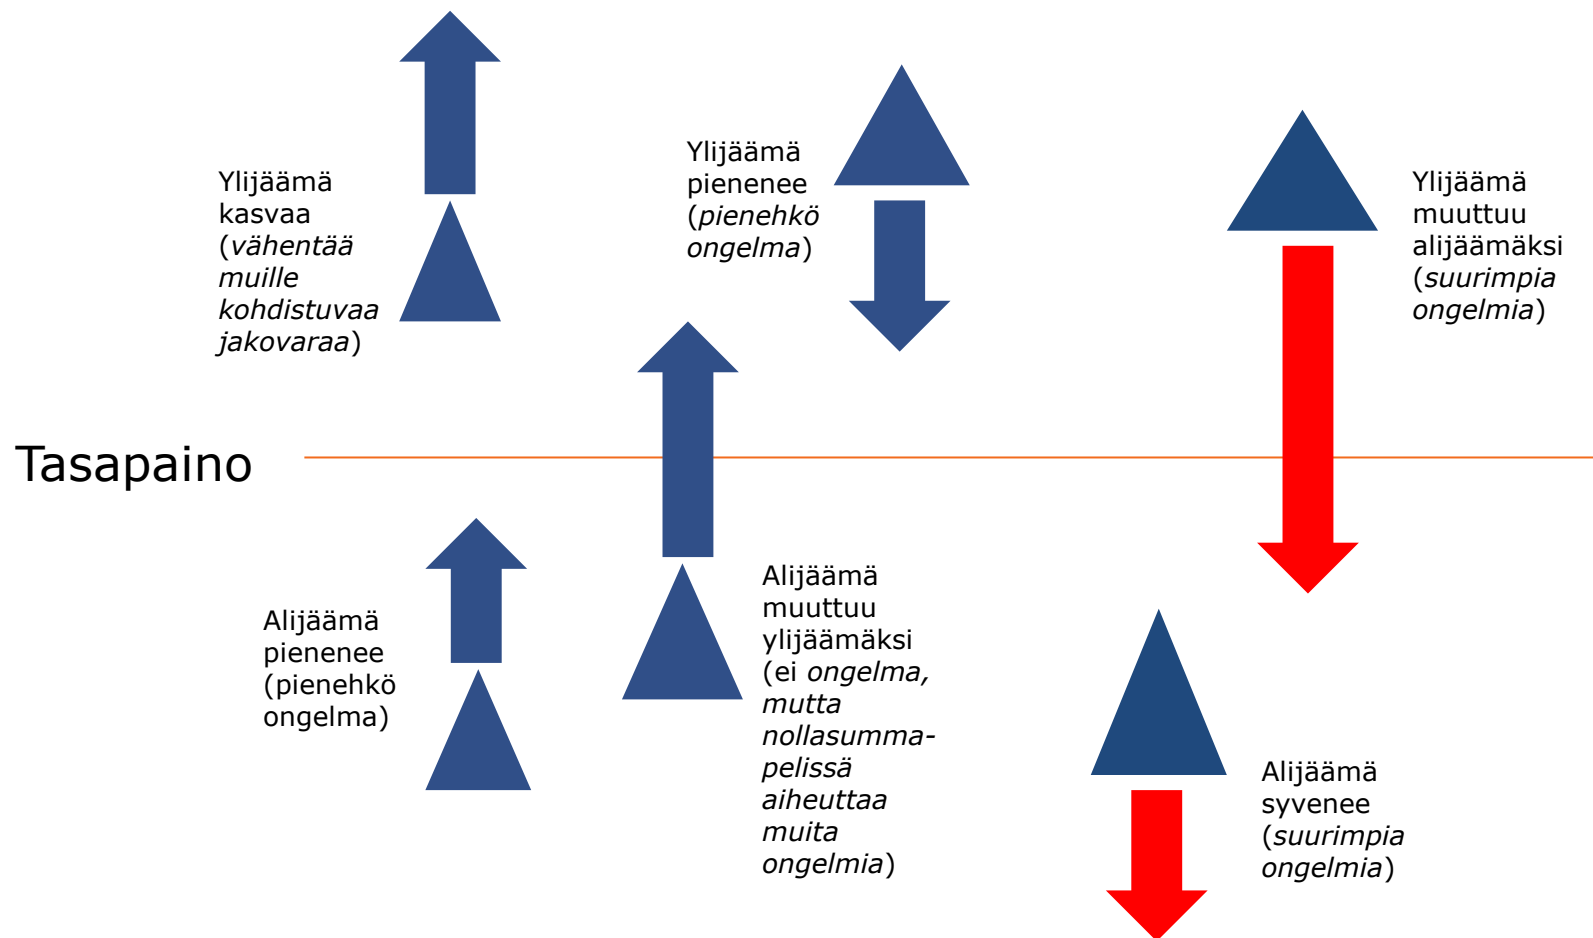 Ylijäämä
kasvaa
(vähentää
muille
kohdistuvaa
jakovaraa)
Ylijäämä
pienenee
(pienehkö
ongelma)
Ylijäämä
muuttuu
alijäämäksi
(suurimpia
ongelmia)
Tasapaino
Alijäämä
pienenee
(pienehkö
ongelma)
Alijäämä
muuttuu
ylijäämäksi
(ei ongelma,
mutta
nollasumma-
pelissä
aiheuttaa
muita
ongelmia)
Alijäämä
syvenee
(suurimpia
ongelmia)